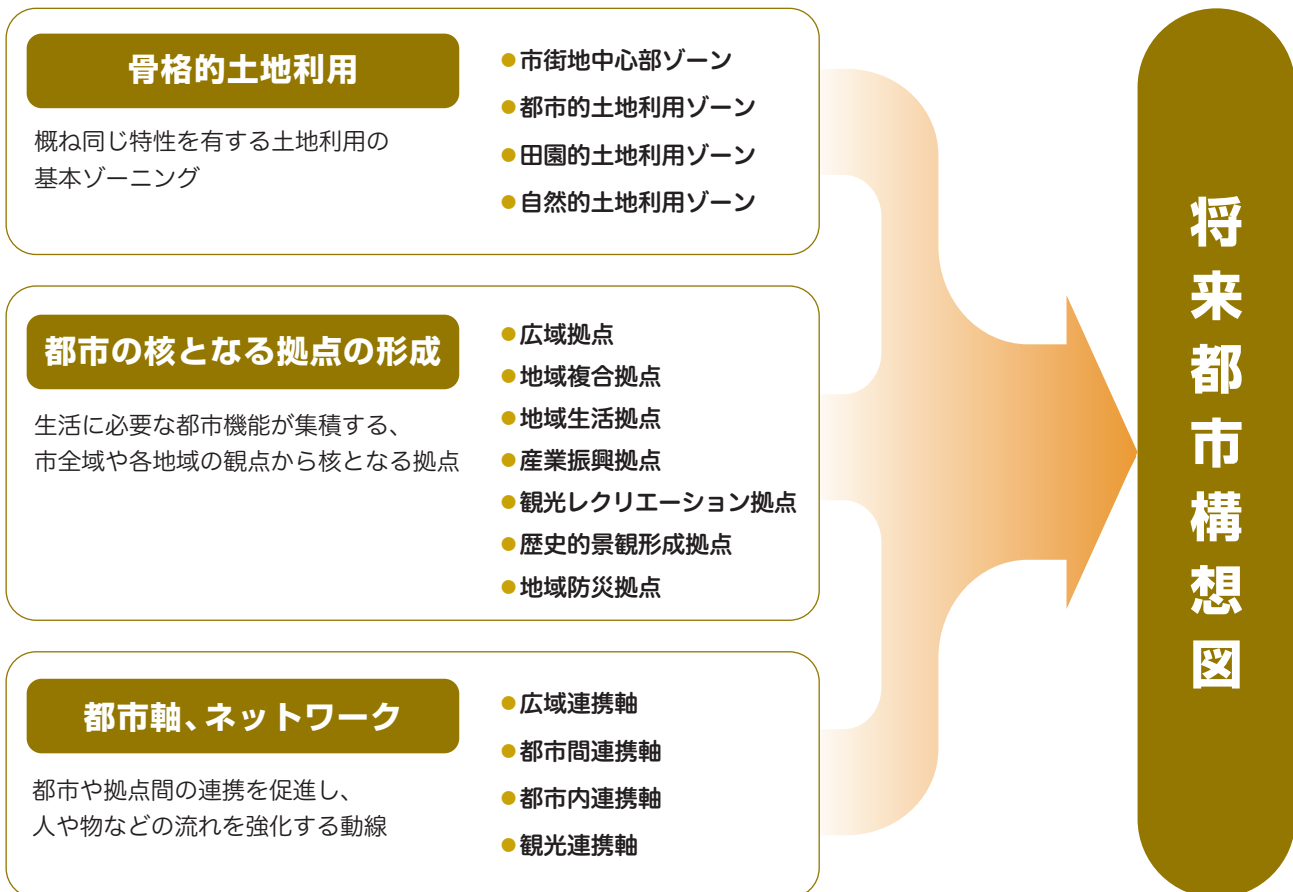 骨格的土地利用
概ね同じ特性を有する土地利用の
基本ゾーニング
●市街地中心部ゾーン
●都市的土地利用ゾーン
●田園的土地利用ゾーン
●自然的土地利用ゾーン
都市の核となる拠点の形成
生活に必要な都市機能が集積する、
市全域や各地域の観点から核となる拠点
●広域拠点
●地域複合拠点
●地域生活拠点
●産業振興拠点
●観光レクリエーション拠点
●歴史的景観形成拠点
●地域防災拠点
都市軸、ネットワーク
都市や拠点間の連携を促進し、
人や物などの流れを強化する動線
●広域連携軸
●都市間連携軸
●都市内連携軸
●観光連携軸
将来都市構想図